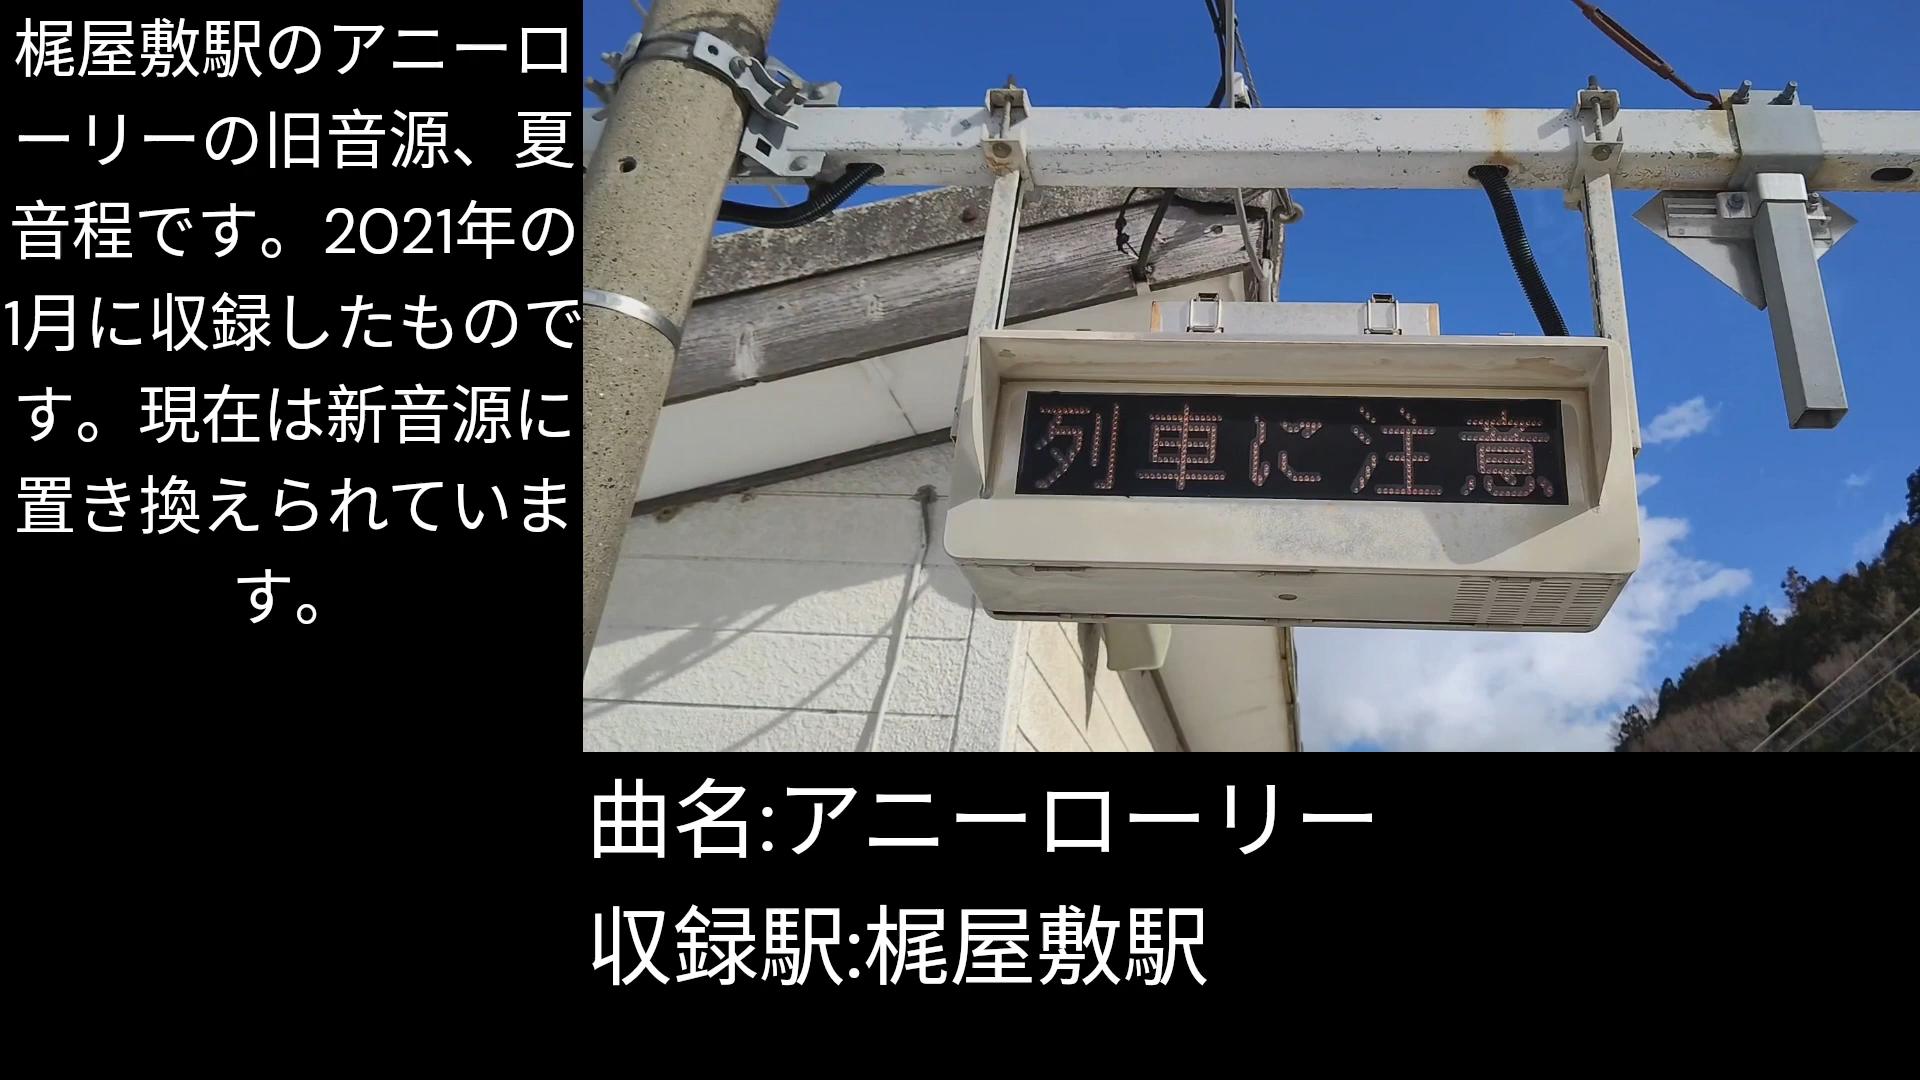 梶屋敷駅のアニーロ
ーリーの旧音源、夏
音程です。2021年の
1月に収録したもので
す。現在は新音源に
置き換えられていま
す。
列車に注意
曲名:アニーローリー
収録駅:梶屋敷駅